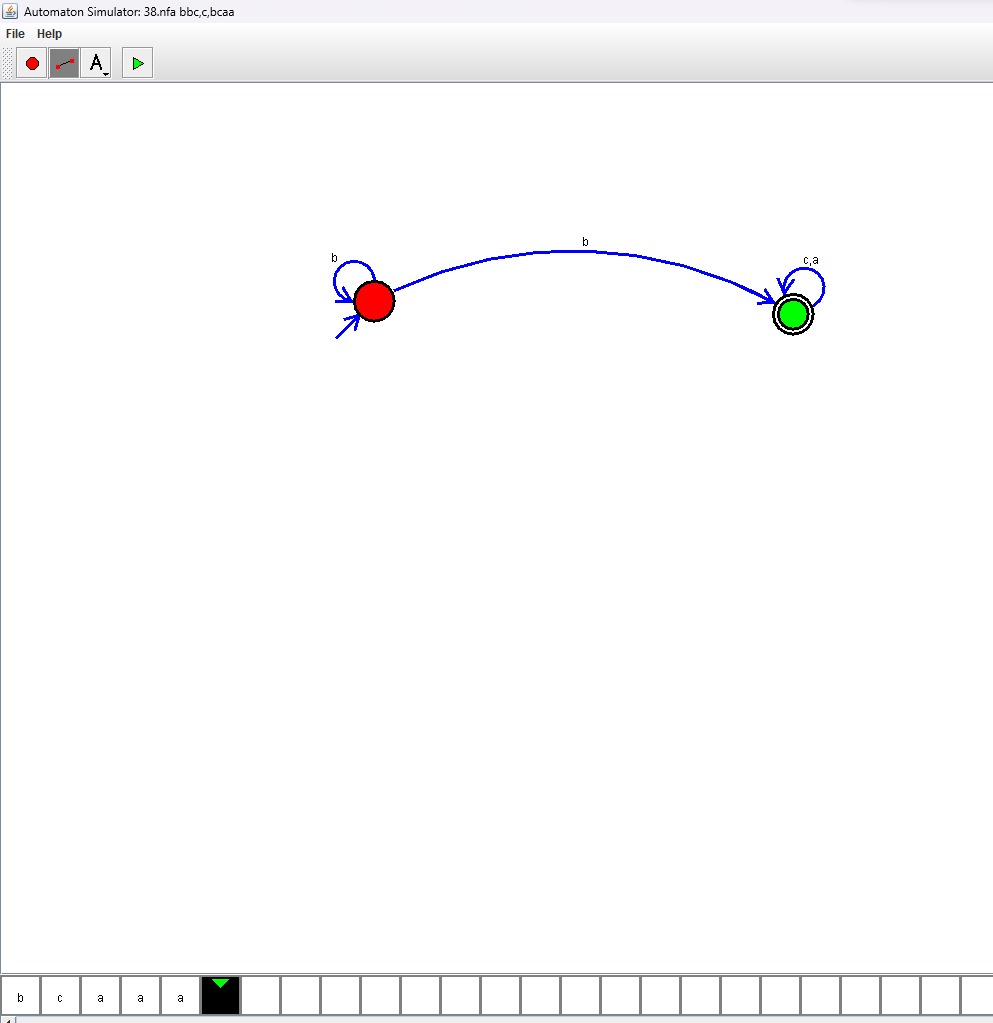 Automaton Simulator: 38.nfa bbc,c,bcaa
File Help
A
b
b
c,a
b c a a a